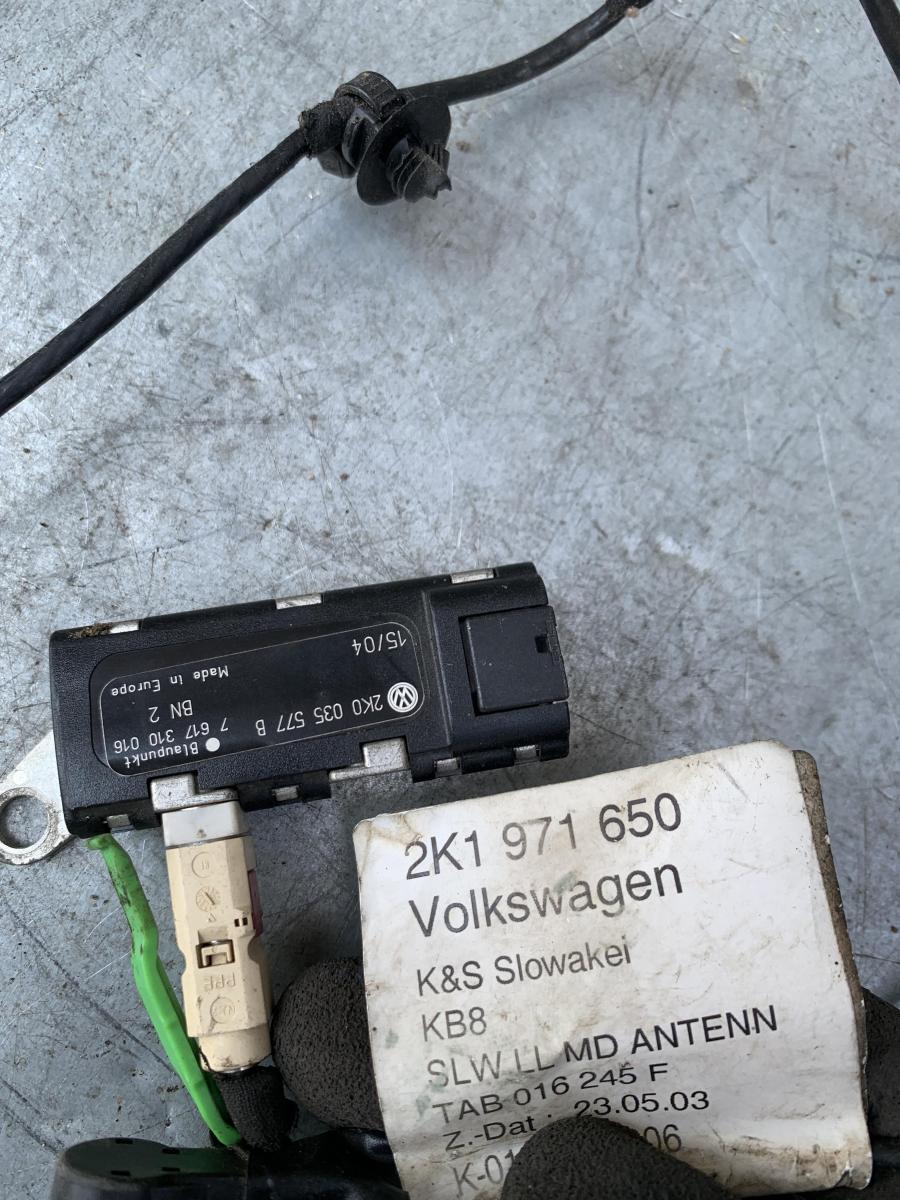 15/04
2K0 035 577 B
Made in Europe
BN 2
7 617 310 016
Blaupunkt
PPE
2K1 971 650
Volkswagen
K&S Slowakei
KB8
SLW LL MD ANTENN
TAB 016 245 F
Z.-Dat.: 23.05.03